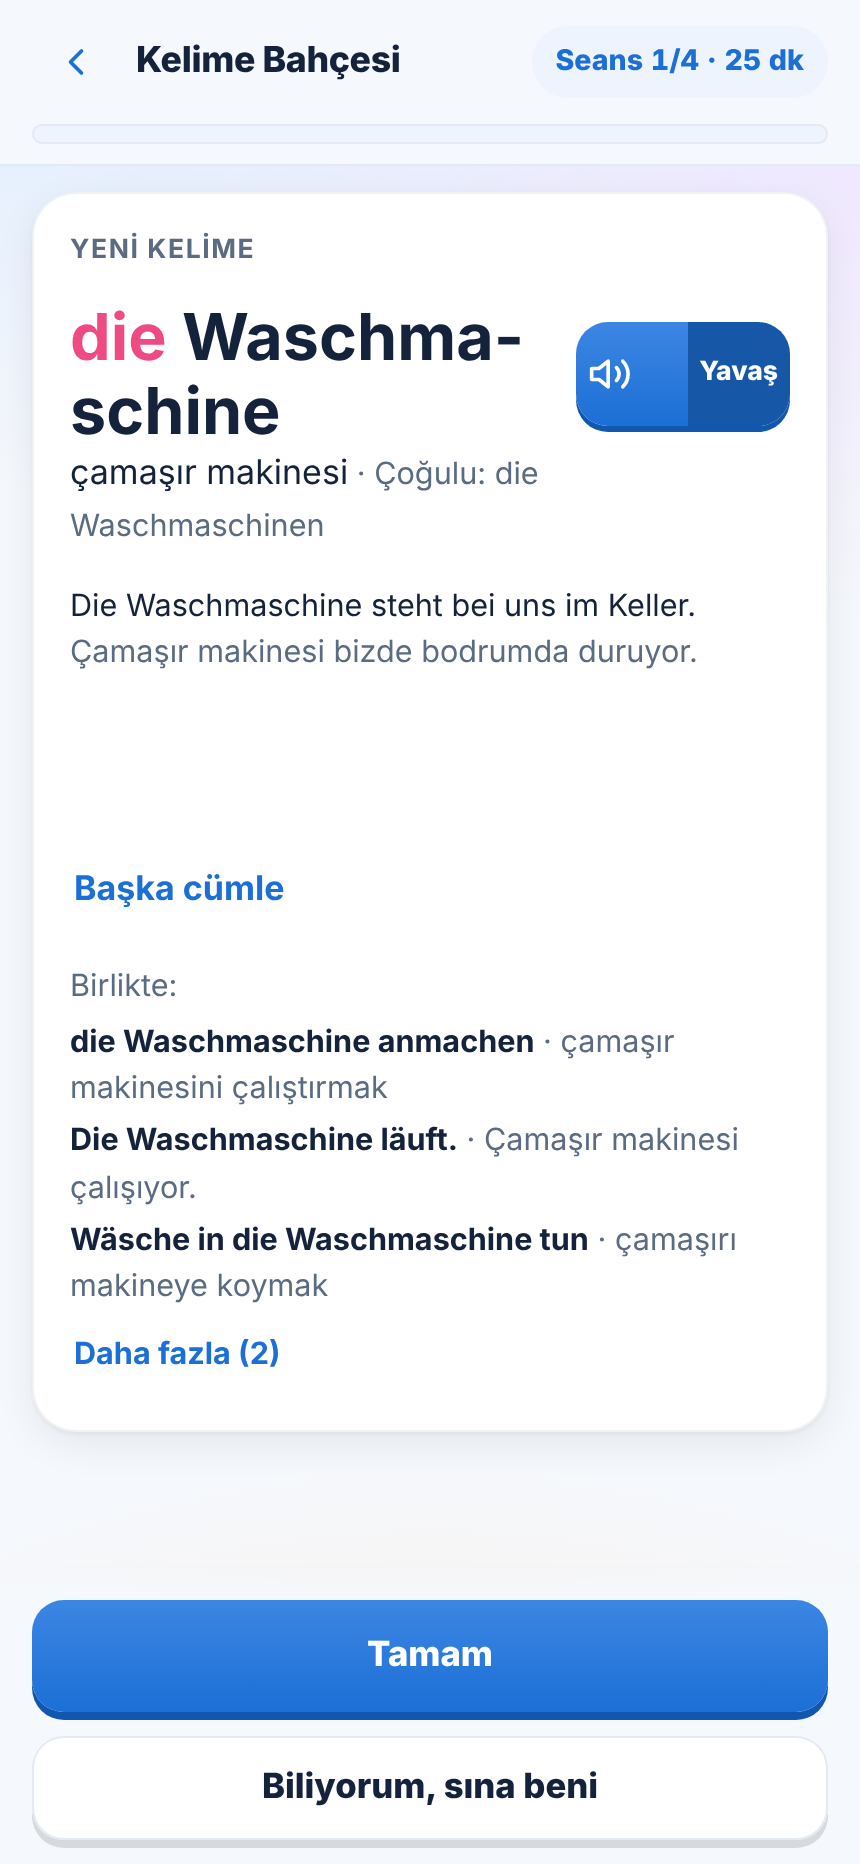 Kelime Bahçesi
Seans 1/4 · 25 dk
YENİ KELİME
die Waschma-
schine
Yavaş
çamaşır makinesi · Çoğulu: die
Waschmaschinen
Die Waschmaschine steht bei uns im Keller.
Çamaşır makinesi bizde bodrumda duruyor.
Başka cümle
Birlikte:
die Waschmaschine anmachen · çamaşır
makinesini çalıştırmak
Die Waschmaschine läuft. · Çamaşır makinesi
çalışıyor.
Wäsche in die Waschmaschine tun · çamaşırı
makineye koymak
Daha fazla (2)
Tamam
Biliyorum, sına beni